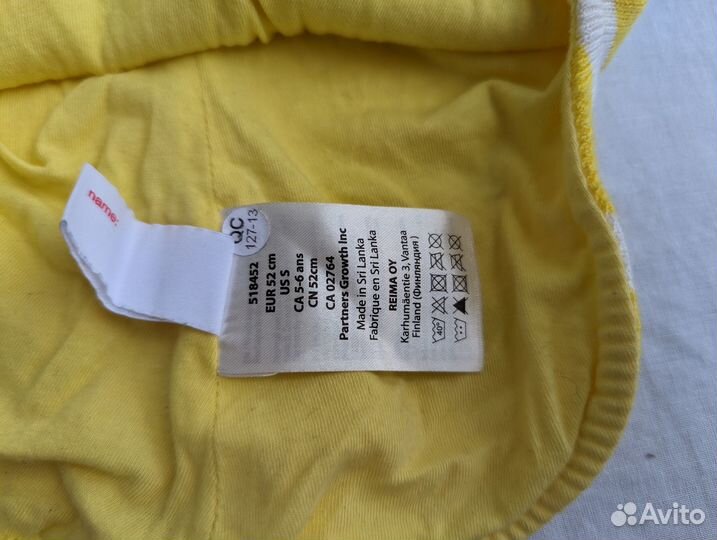 name:
QC
127-13
518452
EUR 52 cm
US S
CA 5-6 ans
CN 52cm
CA 02764
Partners Growth Inc
Made in Sri Lanka
Fabrique en Sri Lanka
REIMA OY
Karhumäentie 3, Vantaa
Finland (Финляндия)
40°
Avito